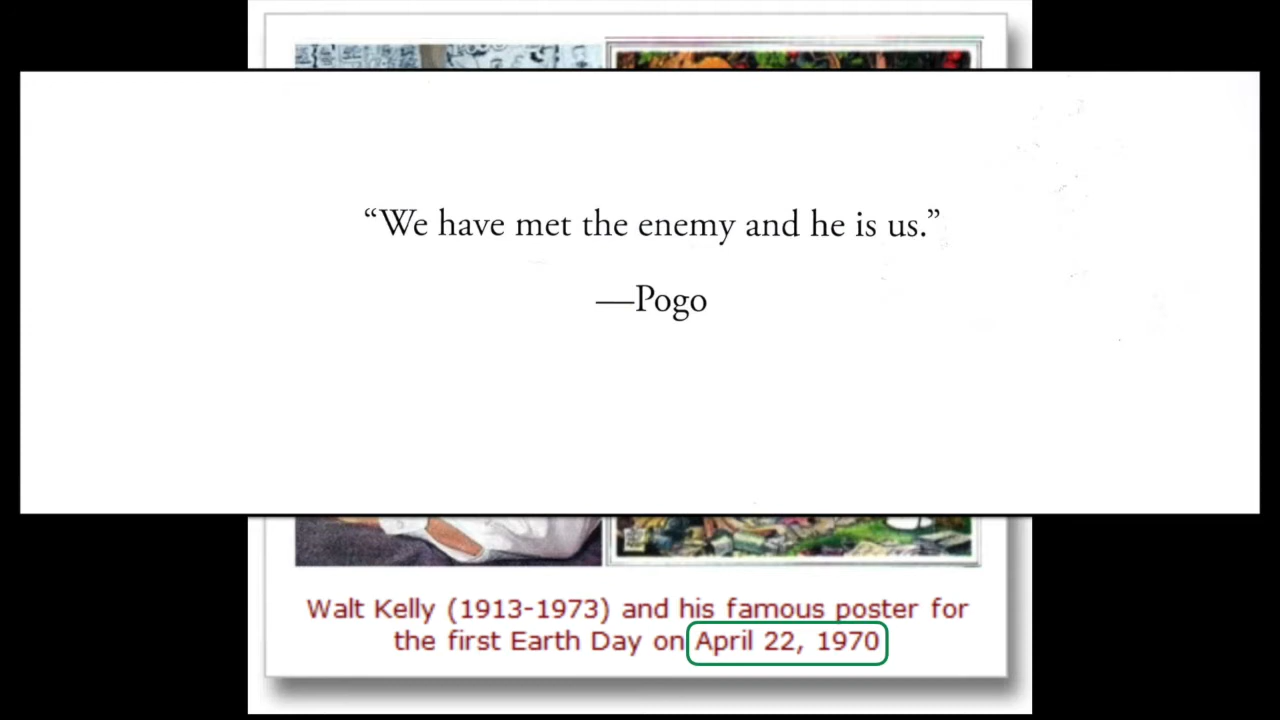 “We have met the enemy and he is us.”
—Pogo
Walt Kelly (1913-1973) and his famous poster for
the first Earth Day on April 22, 1970